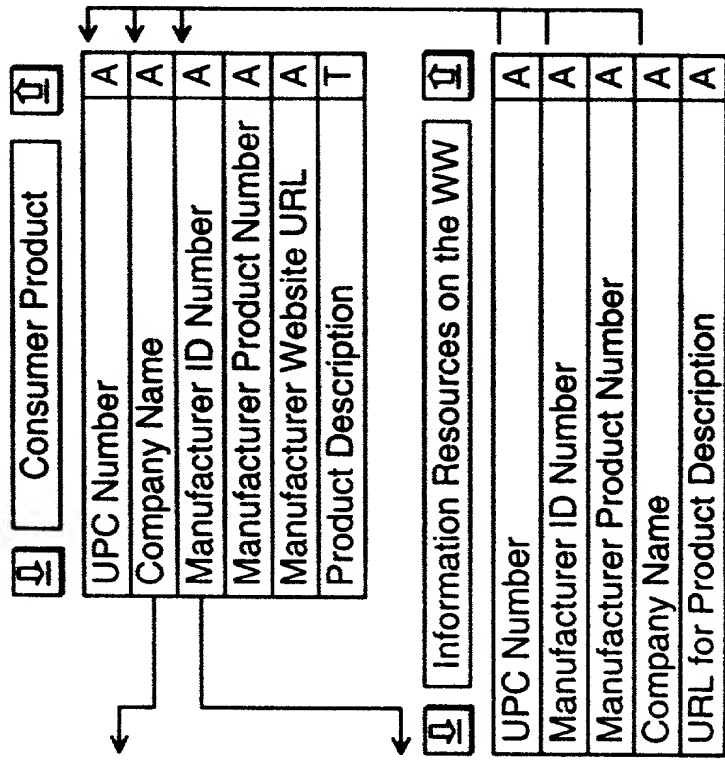 Consumer Product
UPC Number A
Company Name A
Manufacturer ID Number A
Manufacturer Product Number A
Manufacturer Website URL A
Product Description T
Information Resources on the WW
UPC Number A
Manufacturer ID Number A
Manufacturer Product Number A
Company Name A
URL for Product Description A